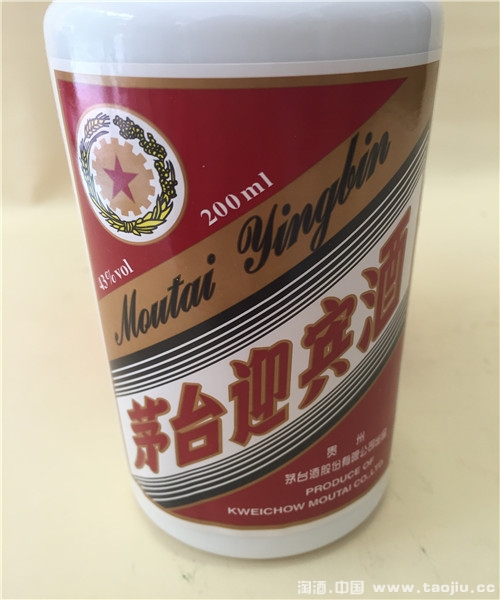 200ml
43%vol
Moutai Yingbin
茅台迎宾酒
贵州
茅台酒股份有限公司出品
PRODUCE OF
KWEICHOW MOUTAI CO.,LTD.
淘酒.中国 www.taojiu.cc